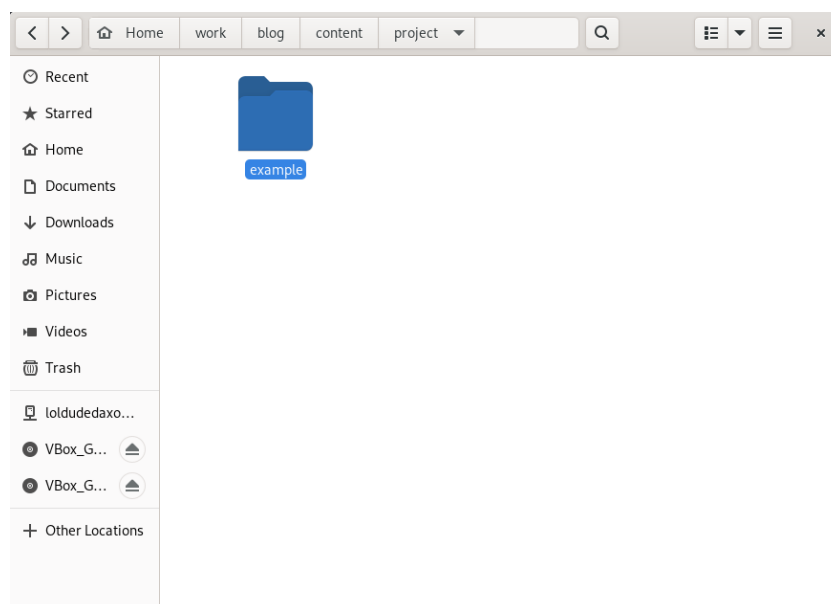 Home work blog content project
Recent
Starred
Home
Documents
Downloads
Music
Pictures
Videos
Trash
loldudedaxo...
VBox_G...
VBox_G...
Other Locations
example